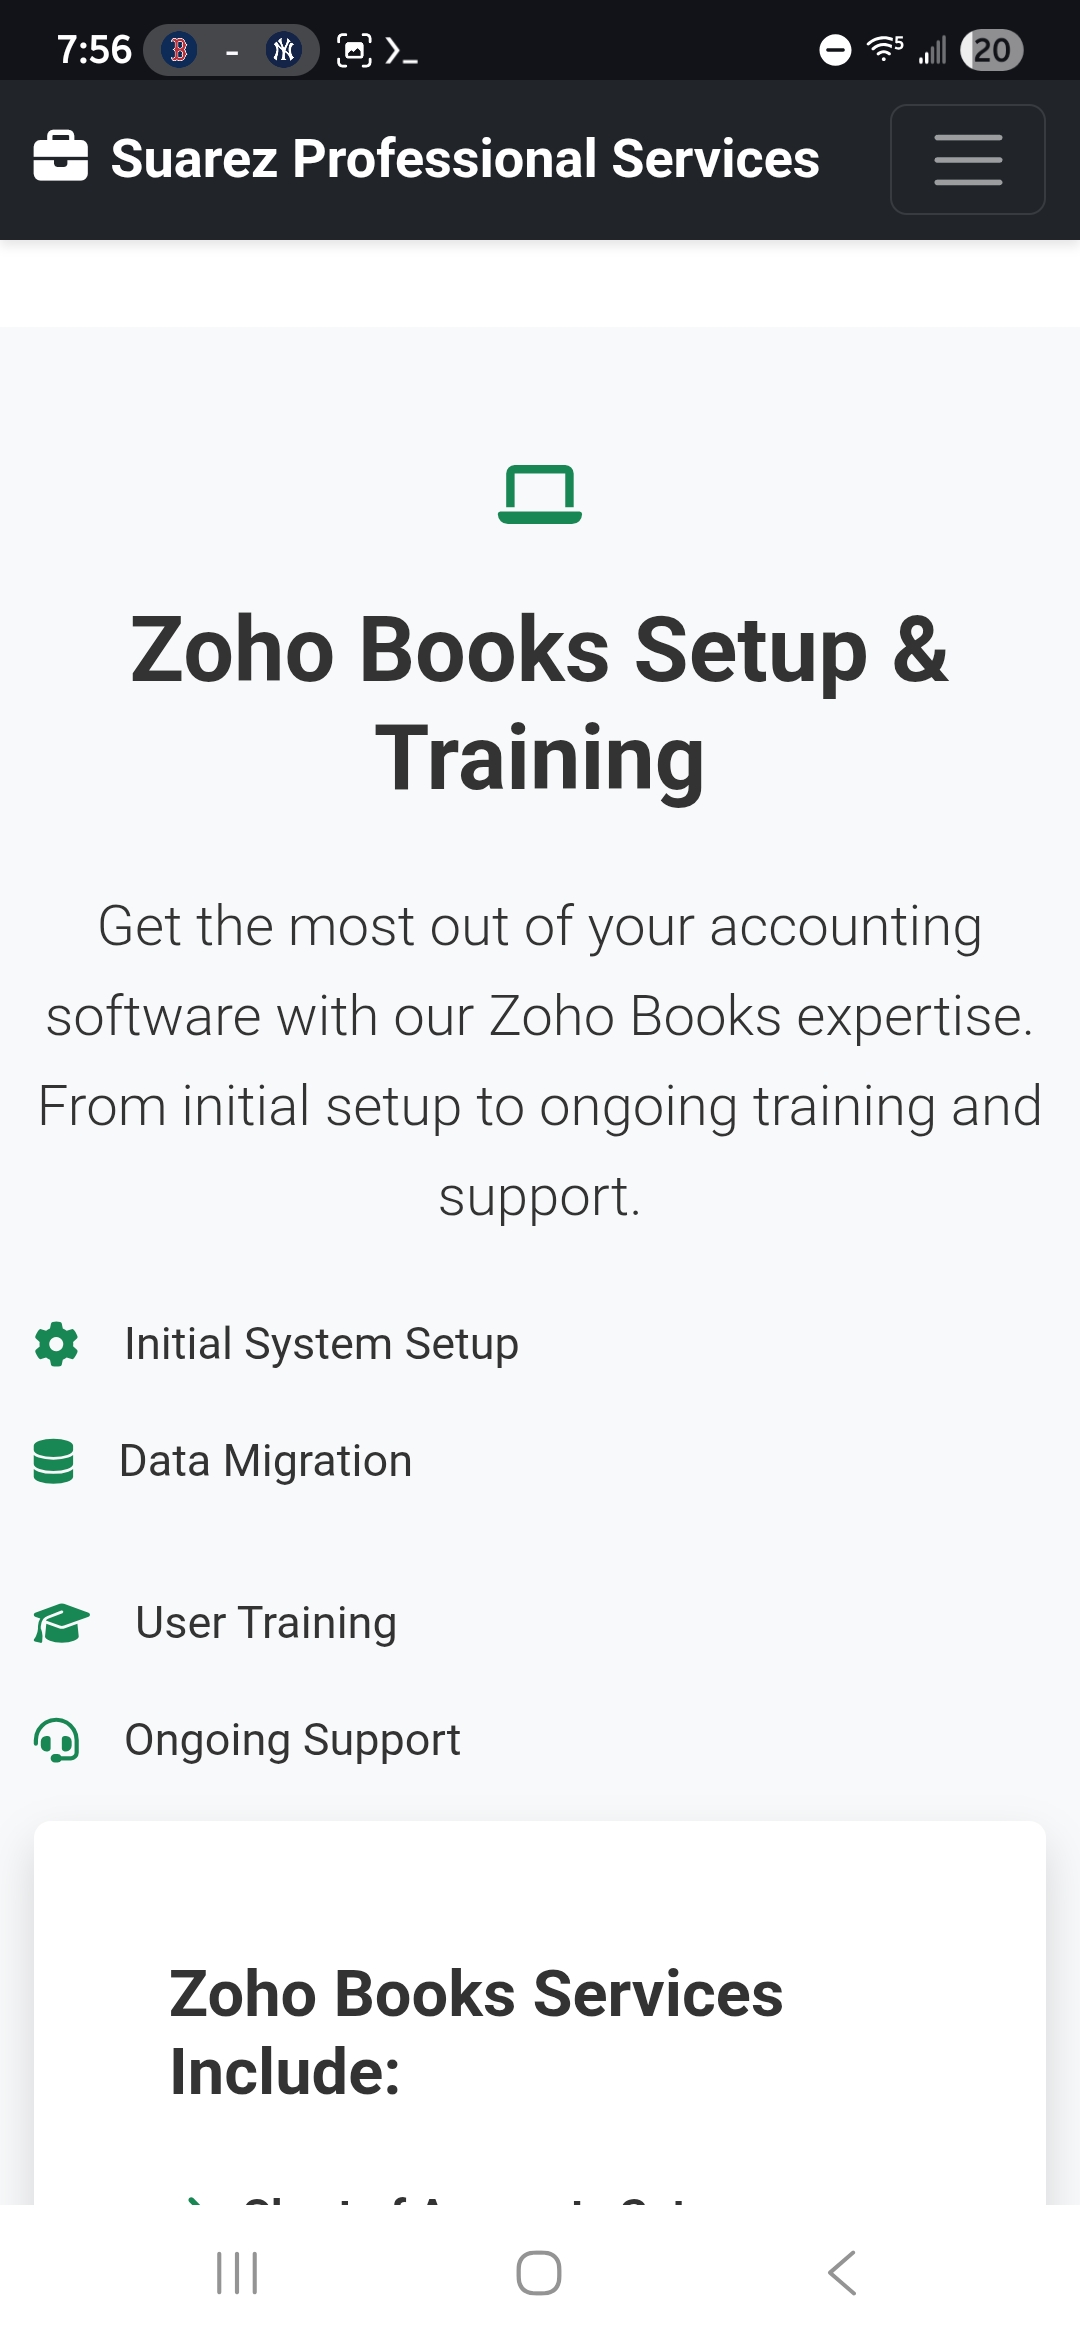 7:56 B - NY 5 20
Suarez Professional Services
Zoho Books Setup &
Training
Get the most out of your accounting
software with our Zoho Books expertise.
From initial setup to ongoing training and
support.
Initial System Setup
Data Migration
User Training
Ongoing Support
Zoho Books Services
Include: